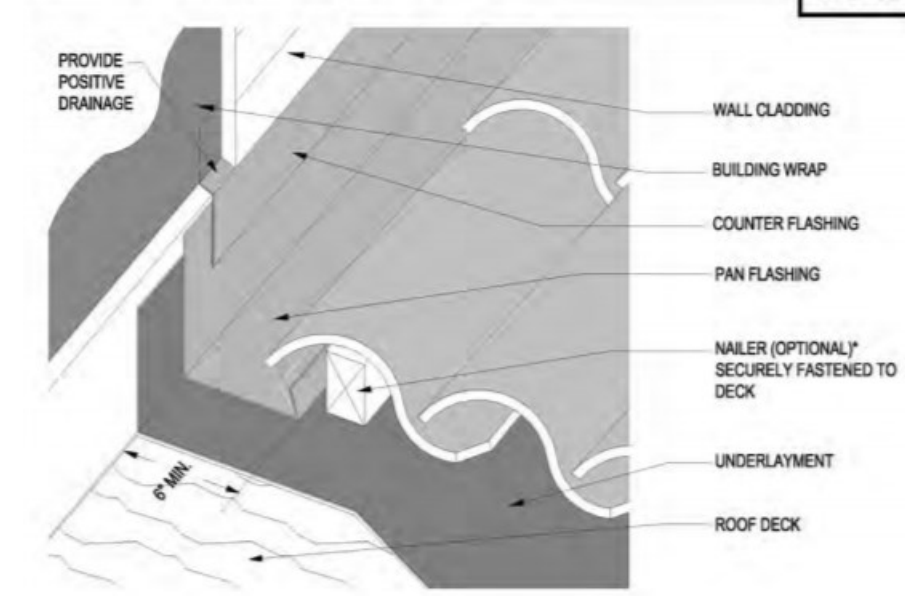 PROVIDE
POSITIVE
DRAINAGE
WALL CLADDING
BUILDING WRAP
COUNTER FLASHING
PAN FLASHING
NAILER (OPTIONAL)*
SECURELY FASTENED TO
DECK
UNDERLAYMENT
ROOF DECK
6" MIN.